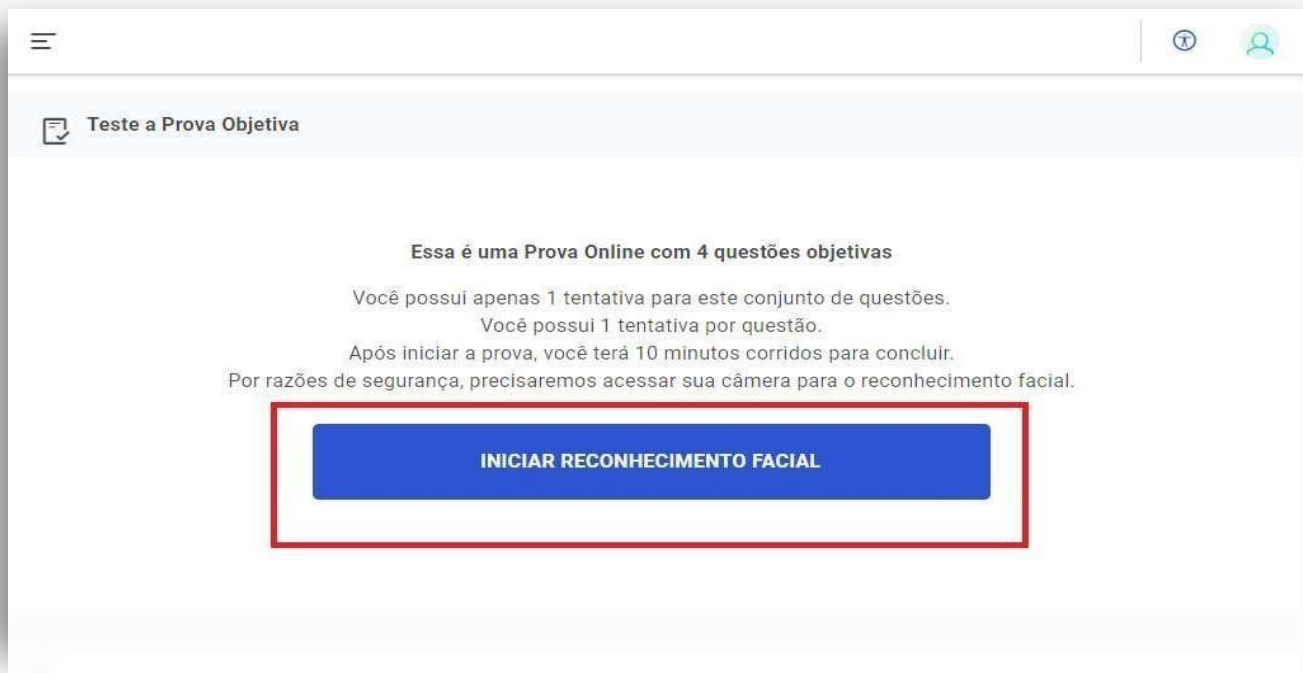 Teste a Prova Objetiva
Essa é uma Prova Online com 4 questões objetivas
Você possui apenas 1 tentativa para este conjunto de questões.
Você possui 1 tentativa por questão.
Após iniciar a prova, você terá 10 minutos corridos para concluir.
Por razões de segurança, precisaremos acessar sua câmera para o reconhecimento facial.
INICIAR RECONHECIMENTO FACIAL